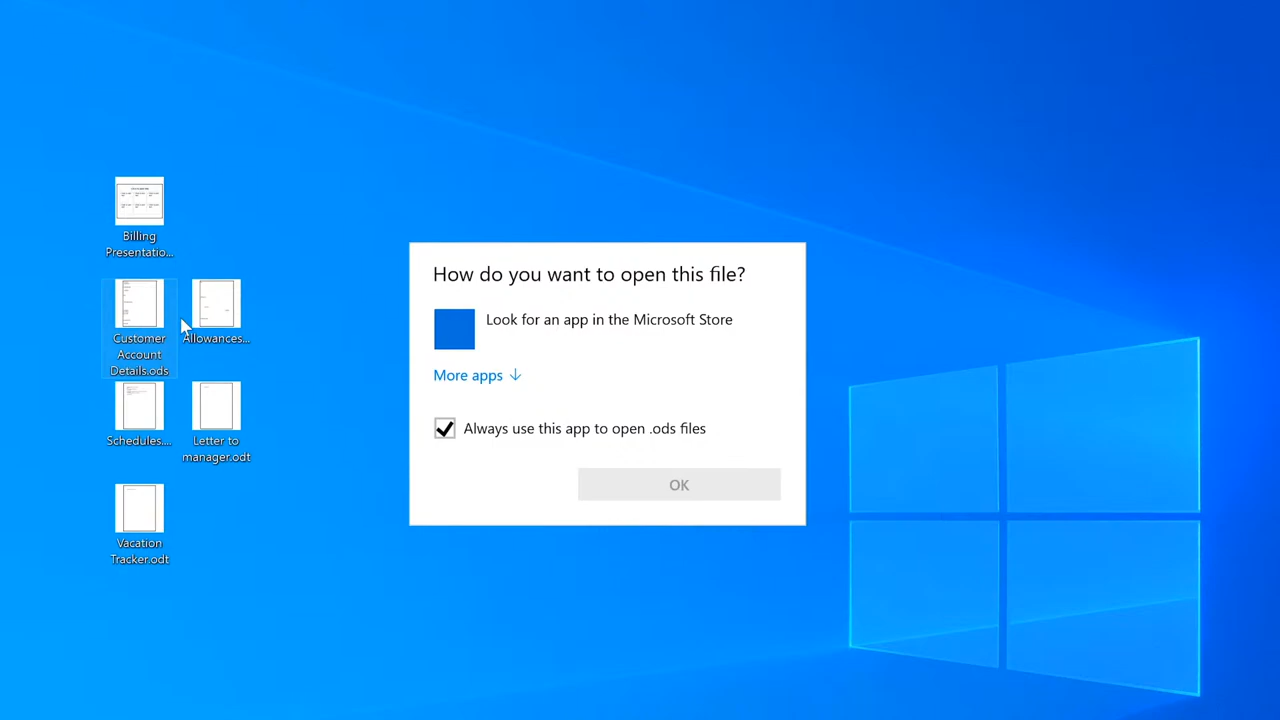 Billing
Presentatio...
Customer
Account
Details.ods
Allowances...
Schedules....
Letter to
manager.odt
Vacation
Tracker.odt
How do you want to open this file?
Look for an app in the Microsoft Store
More apps ↓
Always use this app to open .ods files
OK